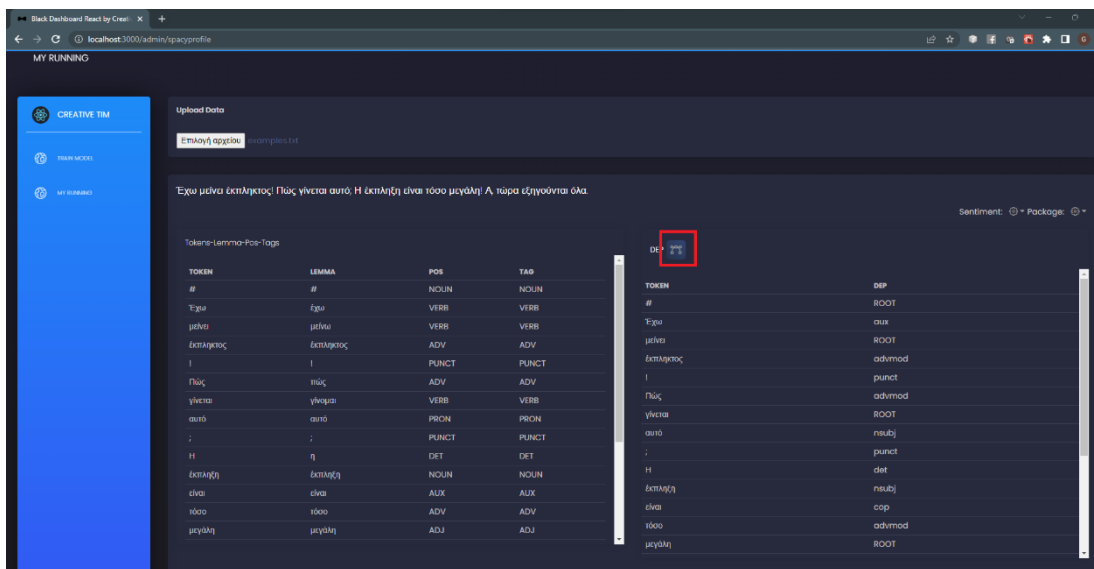 Black Dashboard React by Creati
localhost:3000/admin/spacyprofile
MY RUNNING
CREATIVE TIM
TRAIN MODEL
MY RUNNING
Upload Data
Επιλογή αρχείου examples.txt
Έχω μείνει έκπληκτος! Πώς γίνεται αυτό; Η έκπληξη είναι τόσο μεγάλη! Α, τώρα εξηγούνται όλα.
Sentiment: Package:
Tokens-Lemma-Pos-Tags
TOKEN LEMMA POS TAG
# # NOUN NOUN
Έχω έχω VERB VERB
μείνει μείνω VERB VERB
έκπληκτος έκπληκτος ADV ADV
! ! PUNCT PUNCT
Πώς πώς ADV ADV
γίνεται γίνομαι VERB VERB
αυτό αυτό PRON PRON
; ; PUNCT PUNCT
Η η DET DET
έκπληξη έκπληξη NOUN NOUN
είναι είναι AUX AUX
τόσο τόσο ADV ADV
μεγάλη μεγάλη ADJ ADJ
DEP
TOKEN DEP
# ROOT
Έχω aux
μείνει ROOT
έκπληκτος advmod
! punct
Πώς advmod
γίνεται ROOT
αυτό nsubj
; punct
Η det
έκπληξη nsubj
είναι cop
τόσο advmod
μεγάλη ROOT